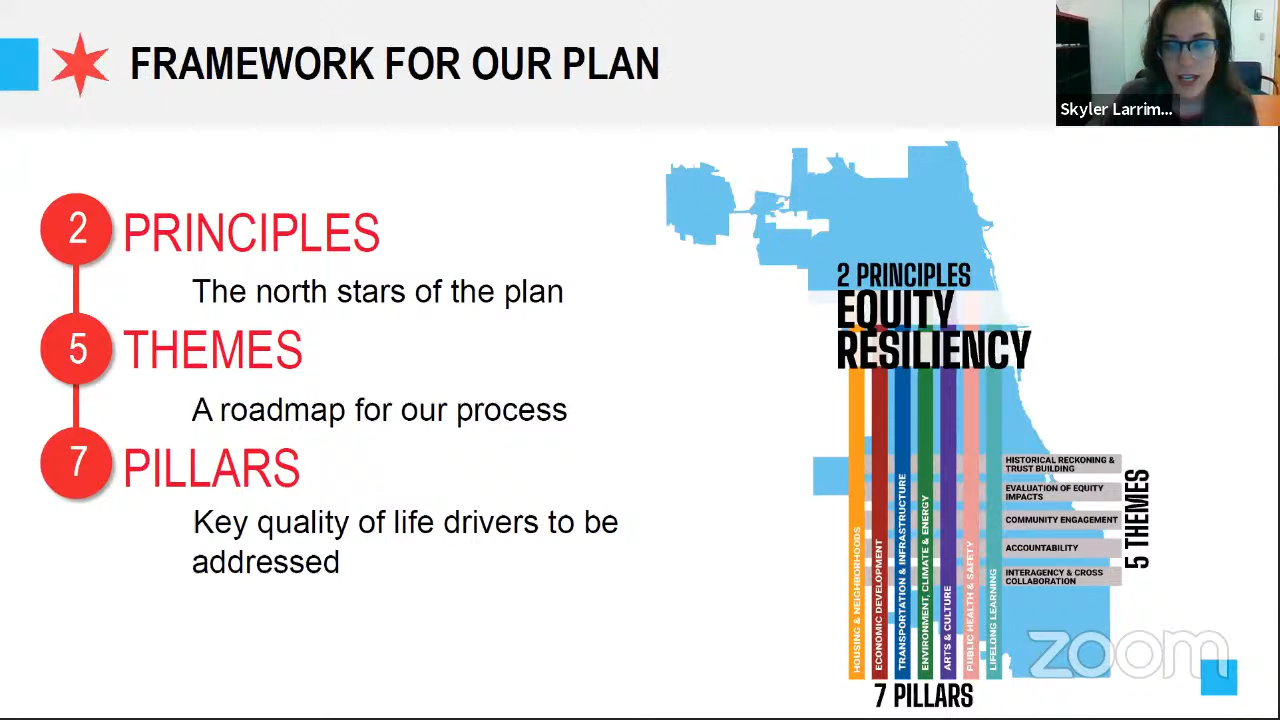 FRAMEWORK FOR OUR PLAN
Skyler Larrim...
2
PRINCIPLES
The north stars of the plan
5
THEMES
A roadmap for our process
7
PILLARS
Key quality of life drivers to be
addressed
2 PRINCIPLES
EQUITY
RESILIENCY
HOUSING & NEIGHBORHOODS
ECONOMIC DEVELOPMENT
TRANSPORTATION & INFRASTRUCTURE
ENVIRONMENT, CLIMATE & ENERGY
ARTS & CULTURE
PUBLIC HEALTH & SAFETY
LIFELONG LEARNING
7 PILLARS
HISTORICAL RECKONING &
TRUST BUILDING
EVALUATION OF EQUITY
IMPACTS
COMMUNITY ENGAGEMENT
ACCOUNTABILITY
INTERAGENCY & CROSS
COLLABORATION
5 THEMES
zoom